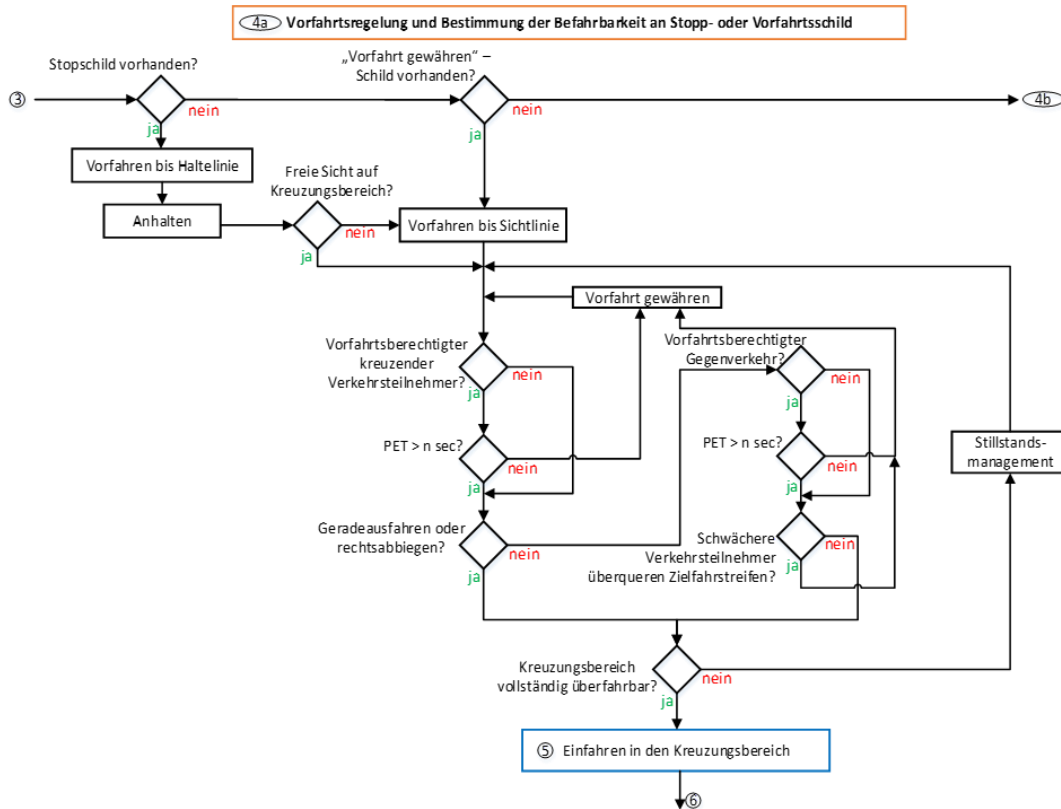 4a Vorfahrtsregelung und Bestimmung der Befahrbarkeit an Stopp- oder Vorfahrtsschild
Stopschild vorhanden?
„Vorfahrt gewähren“ –
Schild vorhanden?
3
nein
nein
4b
ja
ja
Vorfahren bis Haltelinie
Freie Sicht auf
Kreuzungsbereich?
Anhalten
Vorfahren bis Sichtlinie
nein
ja
Vorfahrt gewähren
Vorfahrtsberechtigter
kreuzender
Verkehrsteilnehmer?
nein
ja
Vorfahrtsberechtigter
Gegenverkehr?
nein
ja
PET > n sec?
nein
ja
PET > n sec?
nein
ja
Stillstands-
management
Geradeausfahren oder
rechtsabbiegen?
nein
ja
Schwächere
Verkehrsteilnehmer
überqueren Zielfahrstreifen?
nein
ja
Kreuzungsbereich
vollständig überfahrbar?
nein
ja
5 Einfahren in den Kreuzungsbereich
6